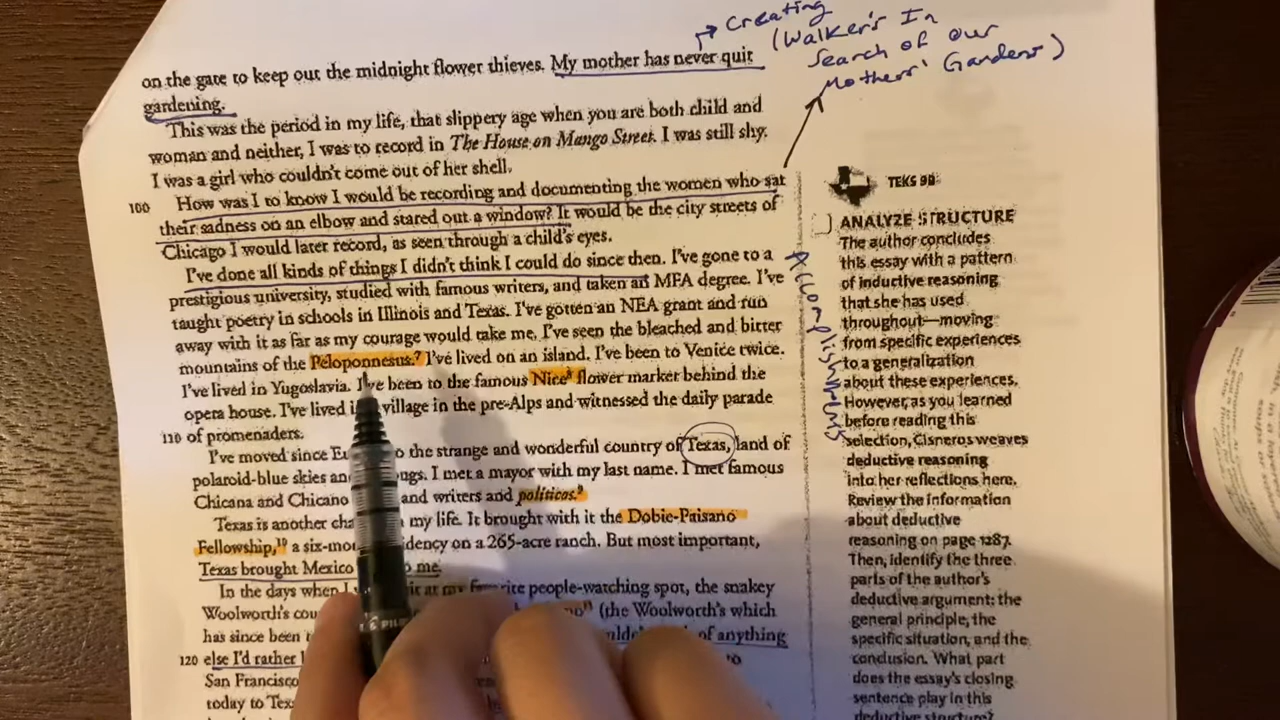 Creating
(Walker's In
Search of our
Mothers' Gardens)
on the gate to keep out the midnight flower thieves. My mother has never quit
gardening.
This was the period in my life, that slippery age when you are both child and
woman and neither, I was to record in The House on Mango Street. I was still shy.
I was a girl who couldn't come out of her shell.
100 How was I to know I would be recording and documenting the women who sat
their sadness on an elbow and stared out a window? It would be the city streets of
Chicago I would later record, as seen through a child's eyes.
I've done all kinds of things I didn't think I could do since then. I've gone to a
prestigious university, studied with famous writers, and taken an MFA degree. I've
taught poetry in schools in Illinois and Texas. I've gotten an NEA grant and run
away with it as far as my courage would take me. I've seen the bleached and bitter
mountains of the Peloponnesus.7 I've lived on an island. I've been to Venice twice.
I've lived in Yugoslavia. I've been to the famous Nice8 flower market behind the
opera house. I've lived in village in the pre-Alps and witnessed the daily parade
110 of promenaders.
I've moved since Eu o the strange and wonderful country of Texas, land of
polaroid-blue skies an ngs. I met a mayor with my last name. I met famous
Chicana and Chicano and writers and politicos.9
Texas is another cha my life. It brought with it the Dobie-Paisano
Fellowship,10 a six-mo idency on a 265-acre ranch. But most important,
Texas brought Mexico me.
In the days when I it at my favorite people-watching spot, the snakey
Woolworth's cou no11 (the Woolworth's which
has since been of anything
120 else I'd rather to
San Francisco
today to Tex
Accomplishments
TEKS 9B
ANALYZE STRUCTURE
The author concludes
this essay with a pattern
of inductive reasoning
that she has used
throughout—moving
from specific experiences
to a generalization
about these experiences.
However, as you learned
before reading this
selection, Cisneros weaves
deductive reasoning
into her reflections here.
Review the information
about deductive
reasoning on page 1287.
Then, identify the three
parts of the author's
deductive argument: the
general principle, the
specific situation, and the
conclusion. What part
does the essay's closing
sentence play in this
deductive structure?